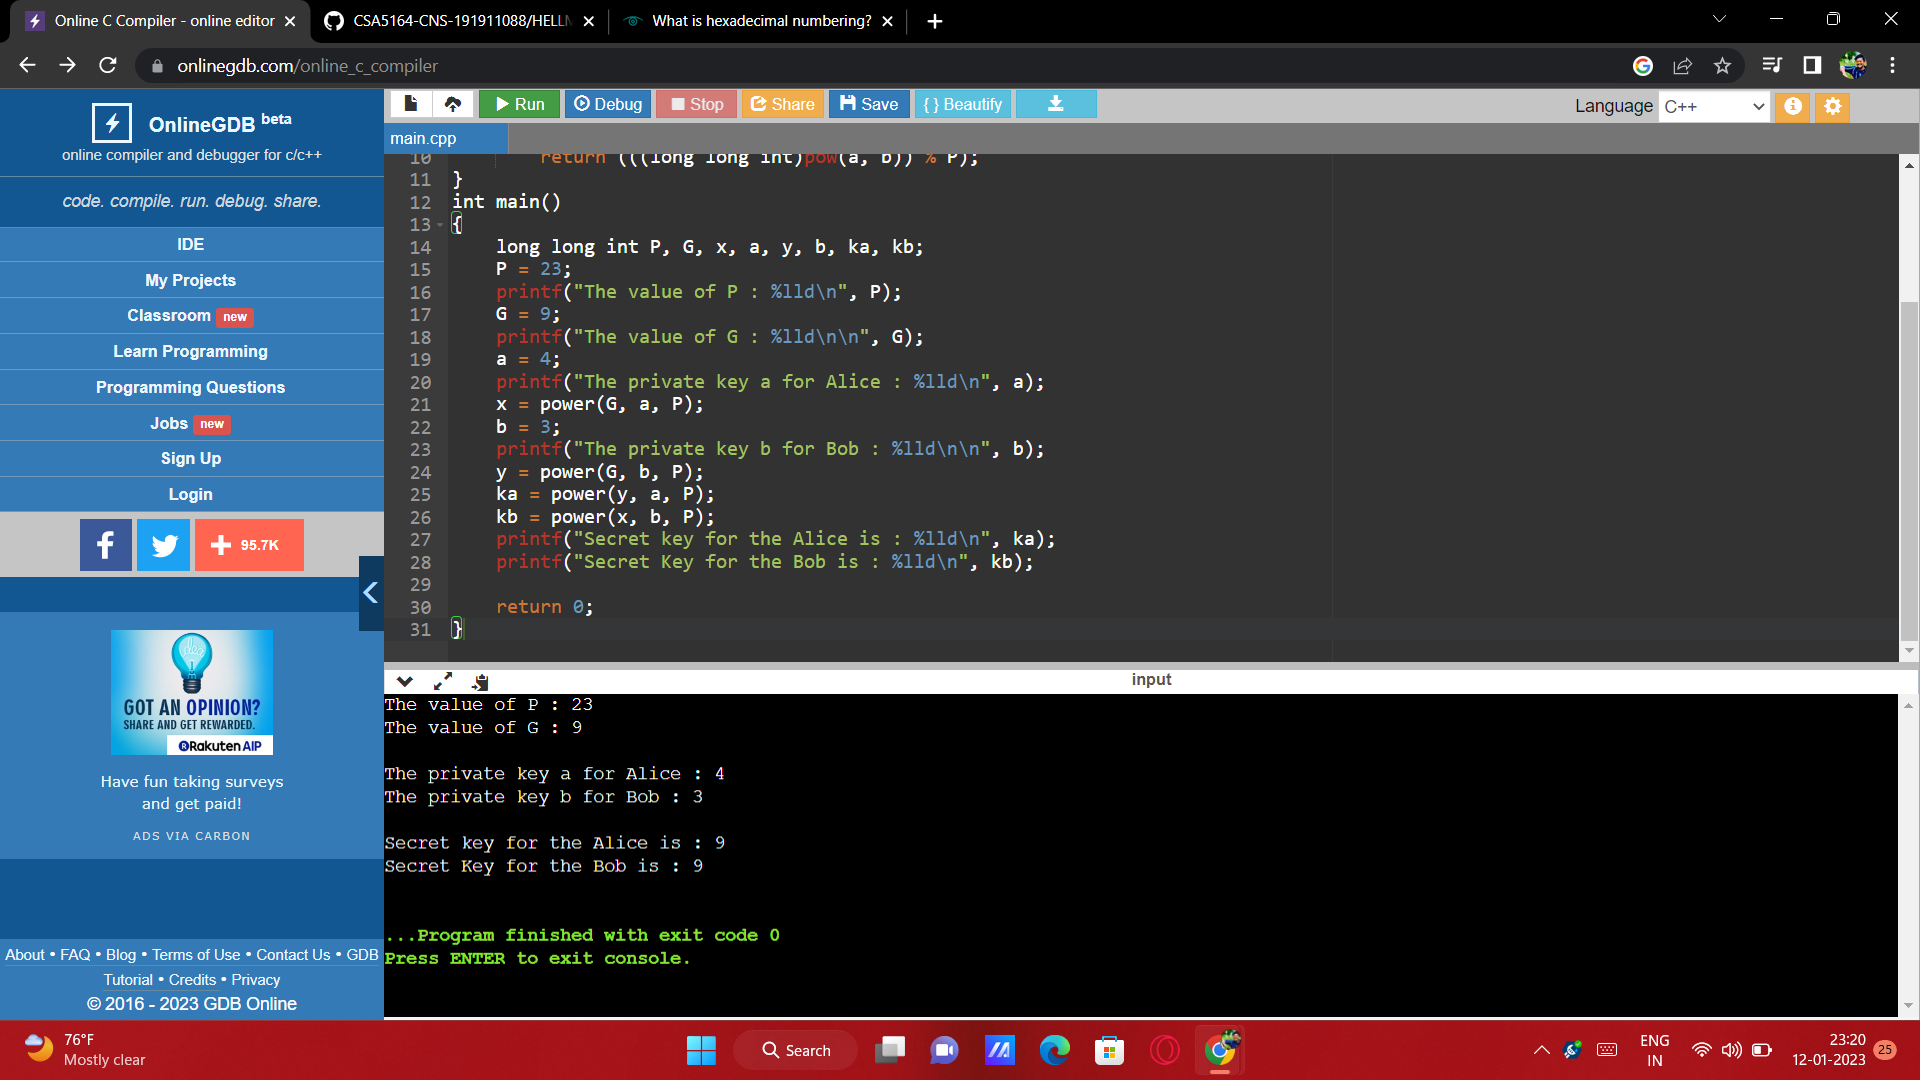 Online C Compiler - online editor
CSA5164-CNS-191911088/HELLM
What is hexadecimal numbering?
onlinegdb.com/online_c_compiler
OnlineGDB beta
online compiler and debugger for c/c++
code. compile. run. debug. share.
IDE
My Projects
Classroom new
Learn Programming
Programming Questions
Jobs new
Sign Up
Login
95.7K
GOT AN OPINION?
SHARE AND GET REWARDED.
Rakuten AIP
Have fun taking surveys
and get paid!
ADS VIA CARBON
About • FAQ • Blog • Terms of Use • Contact Us • GDB
Tutorial • Credits • Privacy
© 2016 - 2023 GDB Online
Run Debug Stop Share Save { } Beautify
Language C++
main.cpp
10 return (((long long int)pow(a, b)) % P);
11 }
12 int main()
13 {
14 long long int P, G, x, a, y, b, ka, kb;
15 P = 23;
16 printf("The value of P : %lld\n", P);
17 G = 9;
18 printf("The value of G : %lld\n\n", G);
19 a = 4;
20 printf("The private key a for Alice : %lld\n", a);
21 x = power(G, a, P);
22 b = 3;
23 printf("The private key b for Bob : %lld\n\n", b);
24 y = power(G, b, P);
25 ka = power(y, a, P);
26 kb = power(x, b, P);
27 printf("Secret key for the Alice is : %lld\n", ka);
28 printf("Secret Key for the Bob is : %lld\n", kb);
29
30 return 0;
31 }
input
The value of P : 23
The value of G : 9
The private key a for Alice : 4
The private key b for Bob : 3
Secret key for the Alice is : 9
Secret Key for the Bob is : 9
...Program finished with exit code 0
Press ENTER to exit console.
76°F
Mostly clear
Search
ENG
IN
23:20
12-01-2023
25